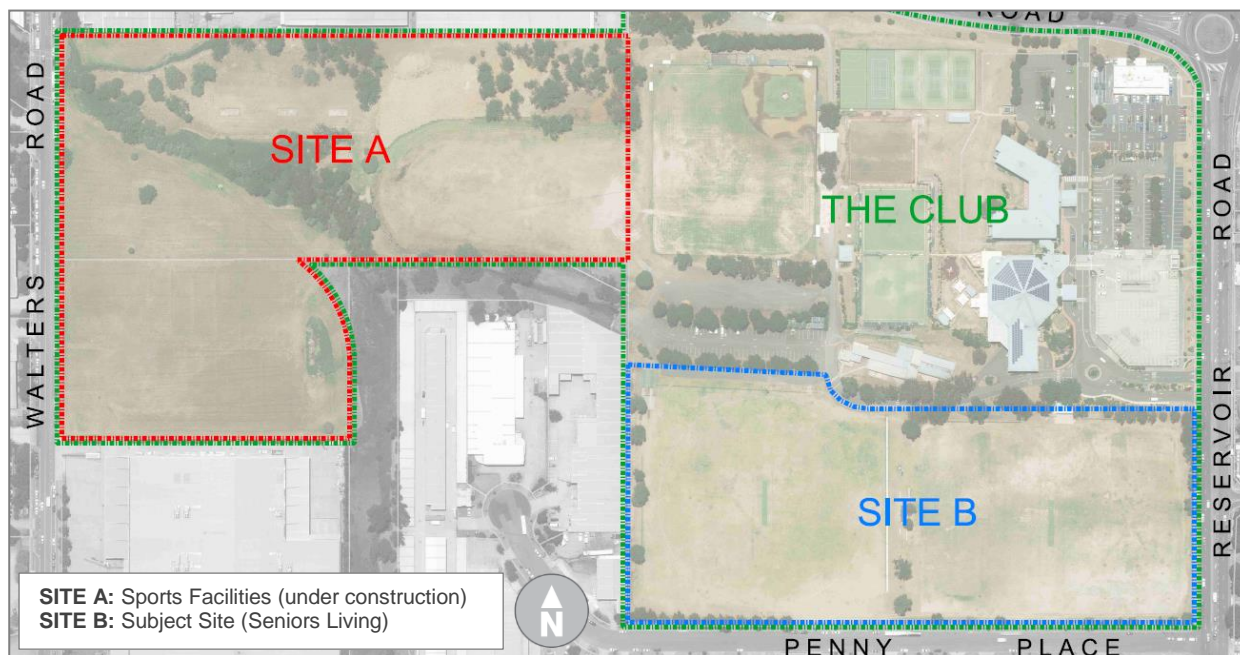 ROAD
WALTERS ROAD
SITE A
THE CLUB
RESERVOIR ROAD
SITE B
SITE A: Sports Facilities (under construction)
SITE B: Subject Site (Seniors Living)
N
PENNY PLACE